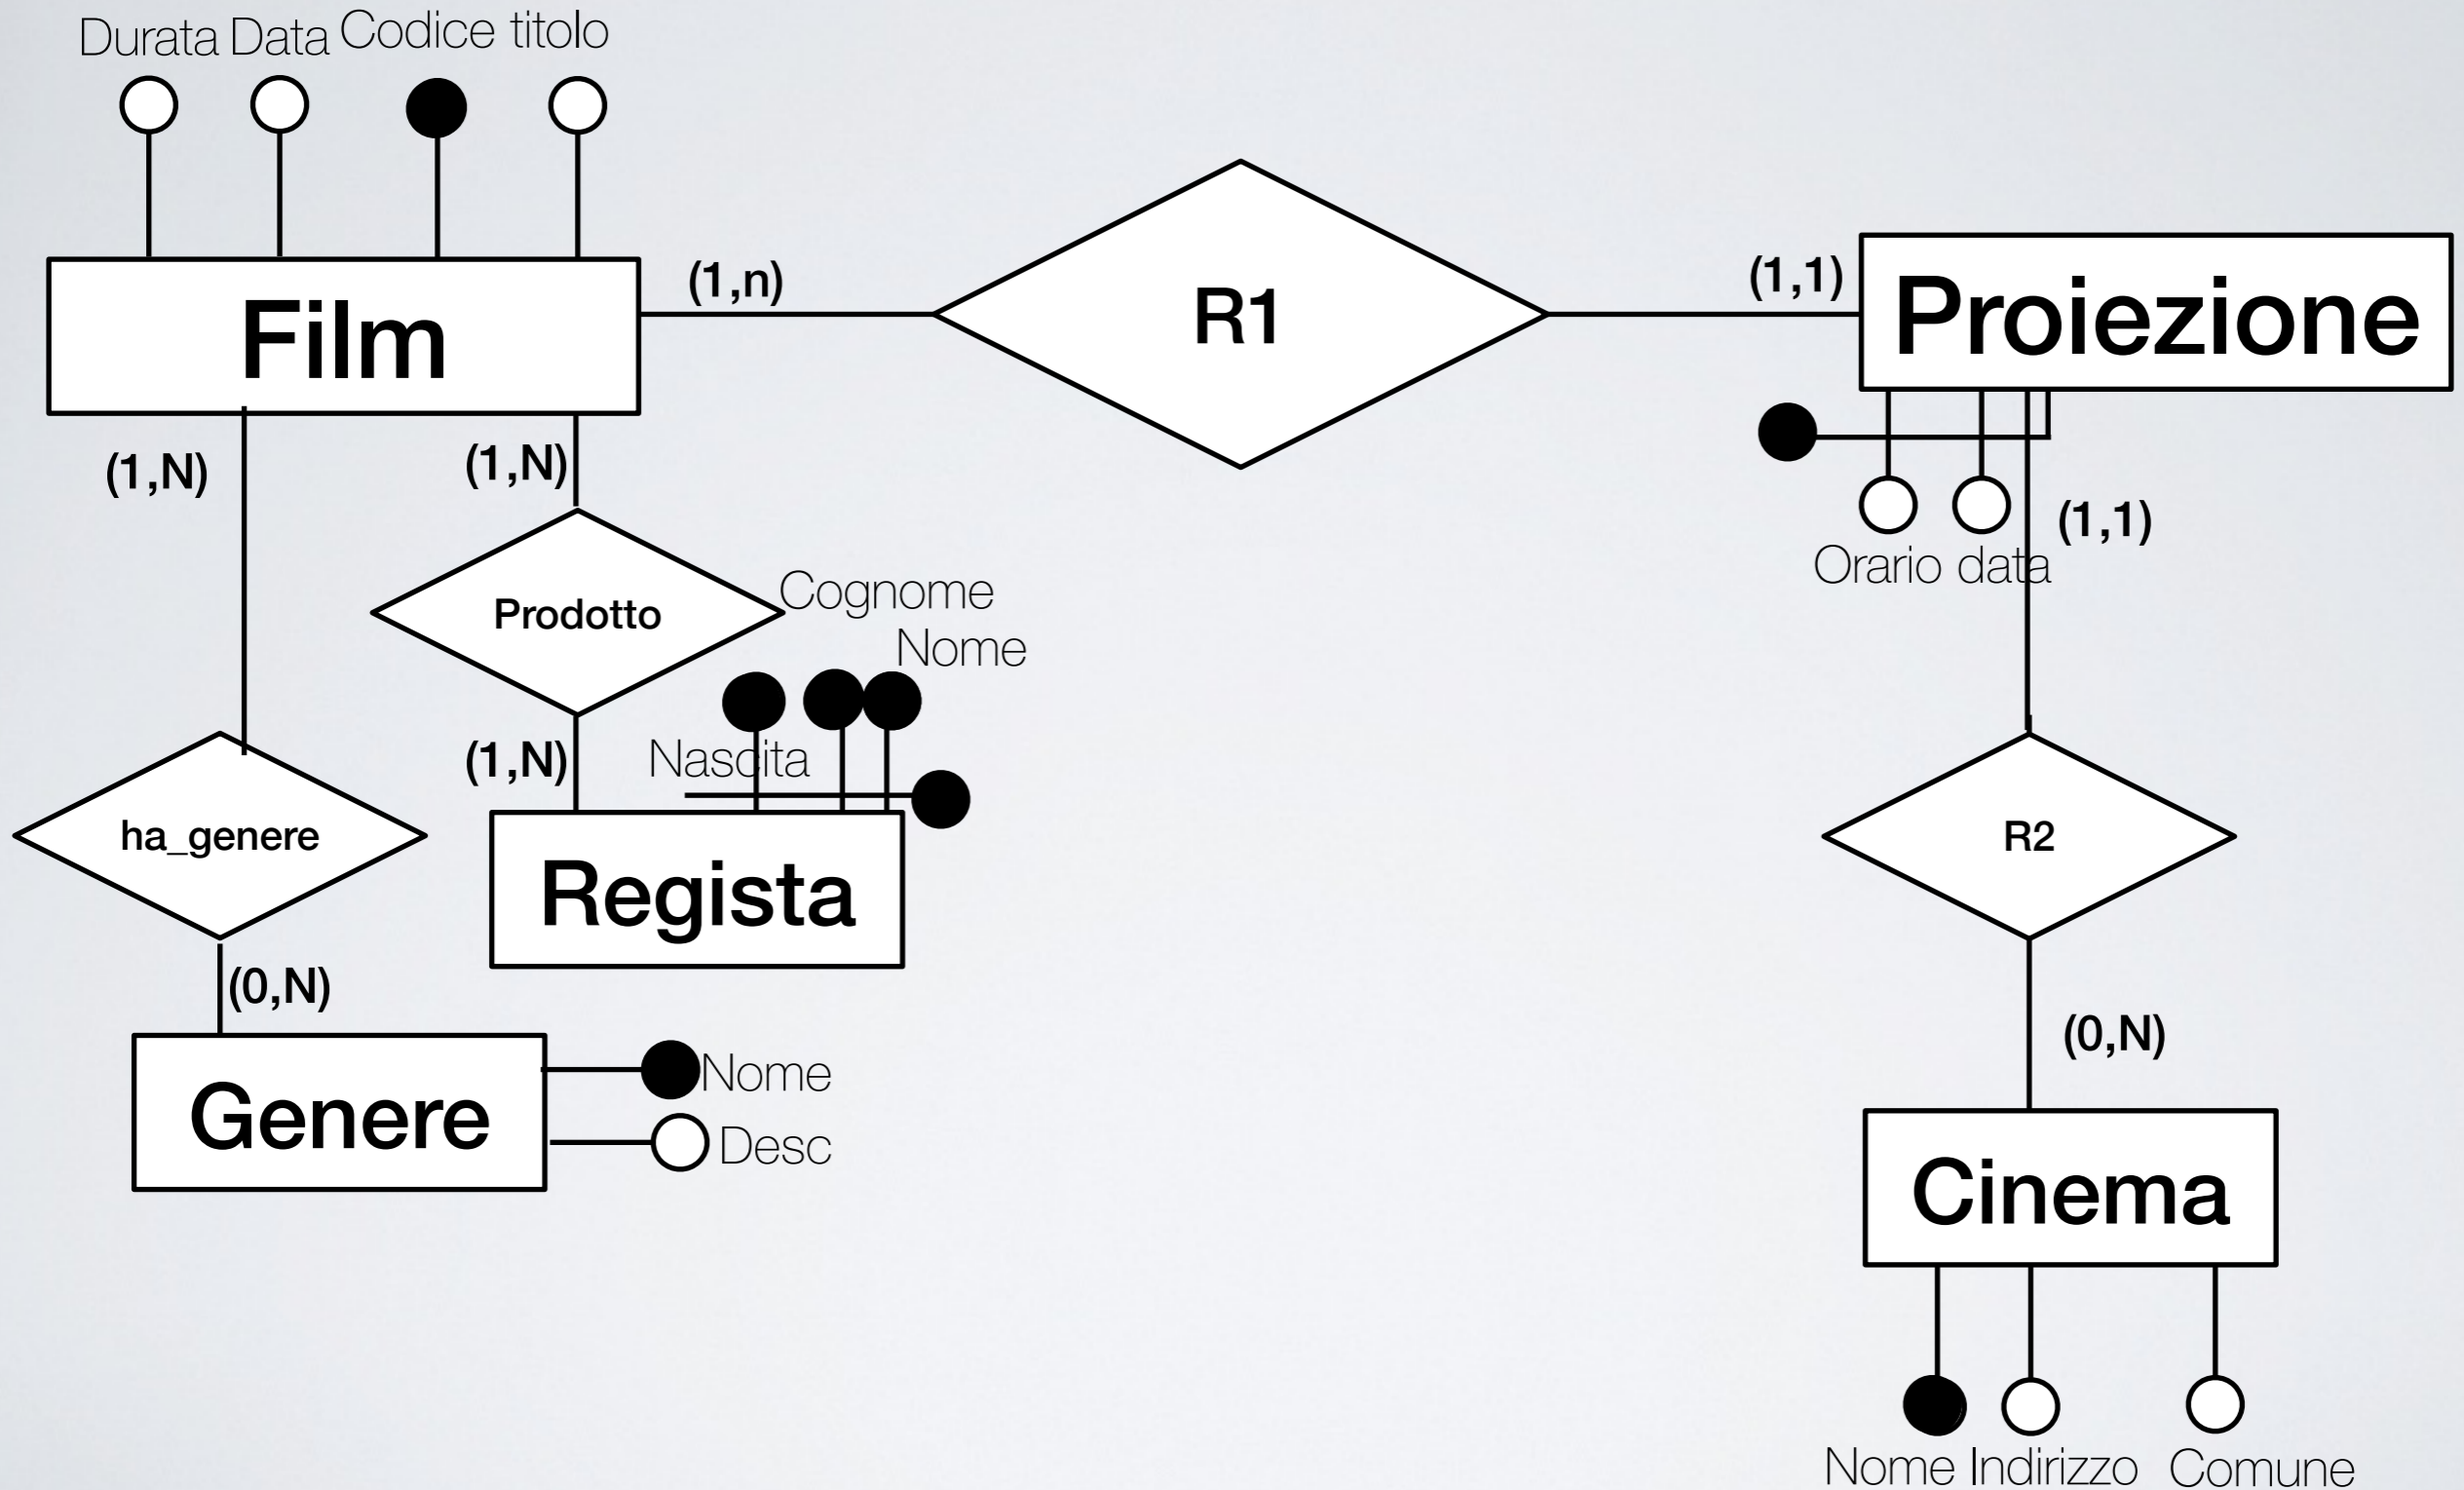 Durata Data Codice titolo
Film
(1,n)
R1
(1,1)
Proiezione
(1,N)
(1,N)
Orario data
(1,1)
Prodotto
Cognome
Nome
Nascita
(1,N)
ha_genere
R2
Regista
(0,N)
(0,N)
Genere
Nome
Desc
Cinema
Nome Indirizzo Comune